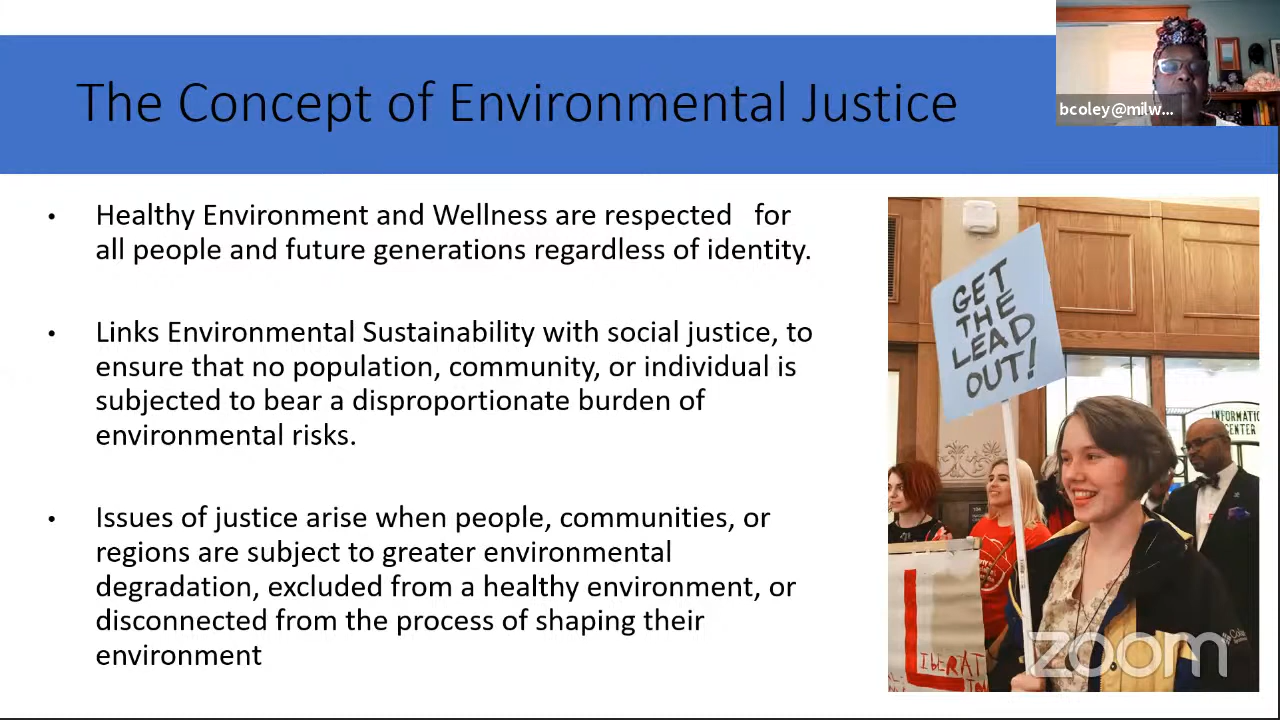 The Concept of Environmental Justice
bcoley@milw...
• Healthy Environment and Wellness are respected for
all people and future generations regardless of identity.
• Links Environmental Sustainability with social justice, to
ensure that no population, community, or individual is
subjected to bear a disproportionate burden of
environmental risks.
• Issues of justice arise when people, communities, or
regions are subject to greater environmental
degradation, excluded from a healthy environment, or
disconnected from the process of shaping their
environment
GET
THE
LEAD
OUT!
INFORMATIO
CENTER
LIBERAT
zoom